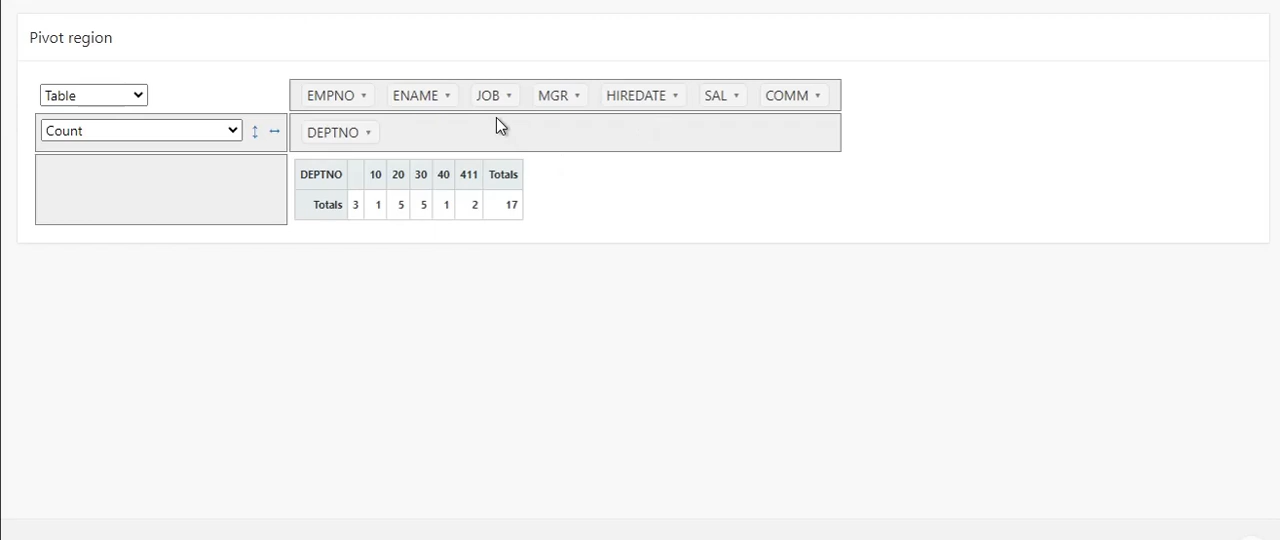 Pivot region
Table EMPNO ▾ ENAME ▾ JOB ▾ MGR ▾ HIREDATE ▾ SAL ▾ COMM ▾
Count ↕ ↔ DEPTNO ▾
DEPTNO 10 20 30 40 411 Totals
Totals 3 1 5 5 1 2 17